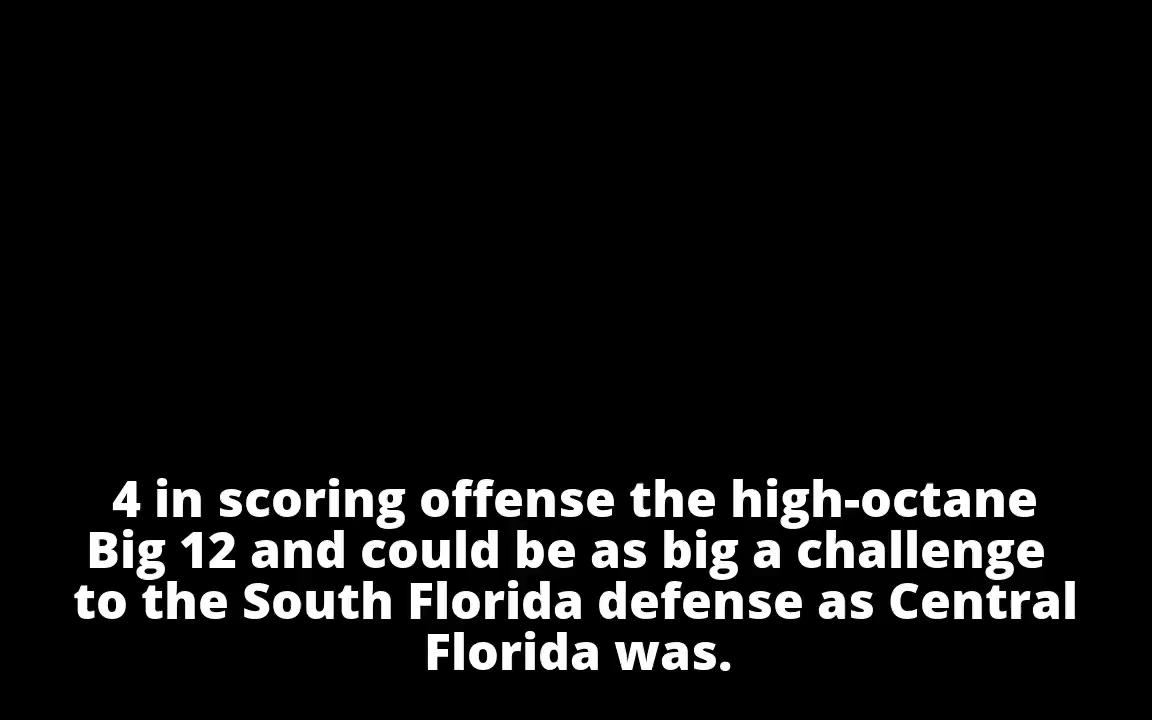 4 in scoring offense the high-octane
Big 12 and could be as big a challenge
to the South Florida defense as Central
Florida was.